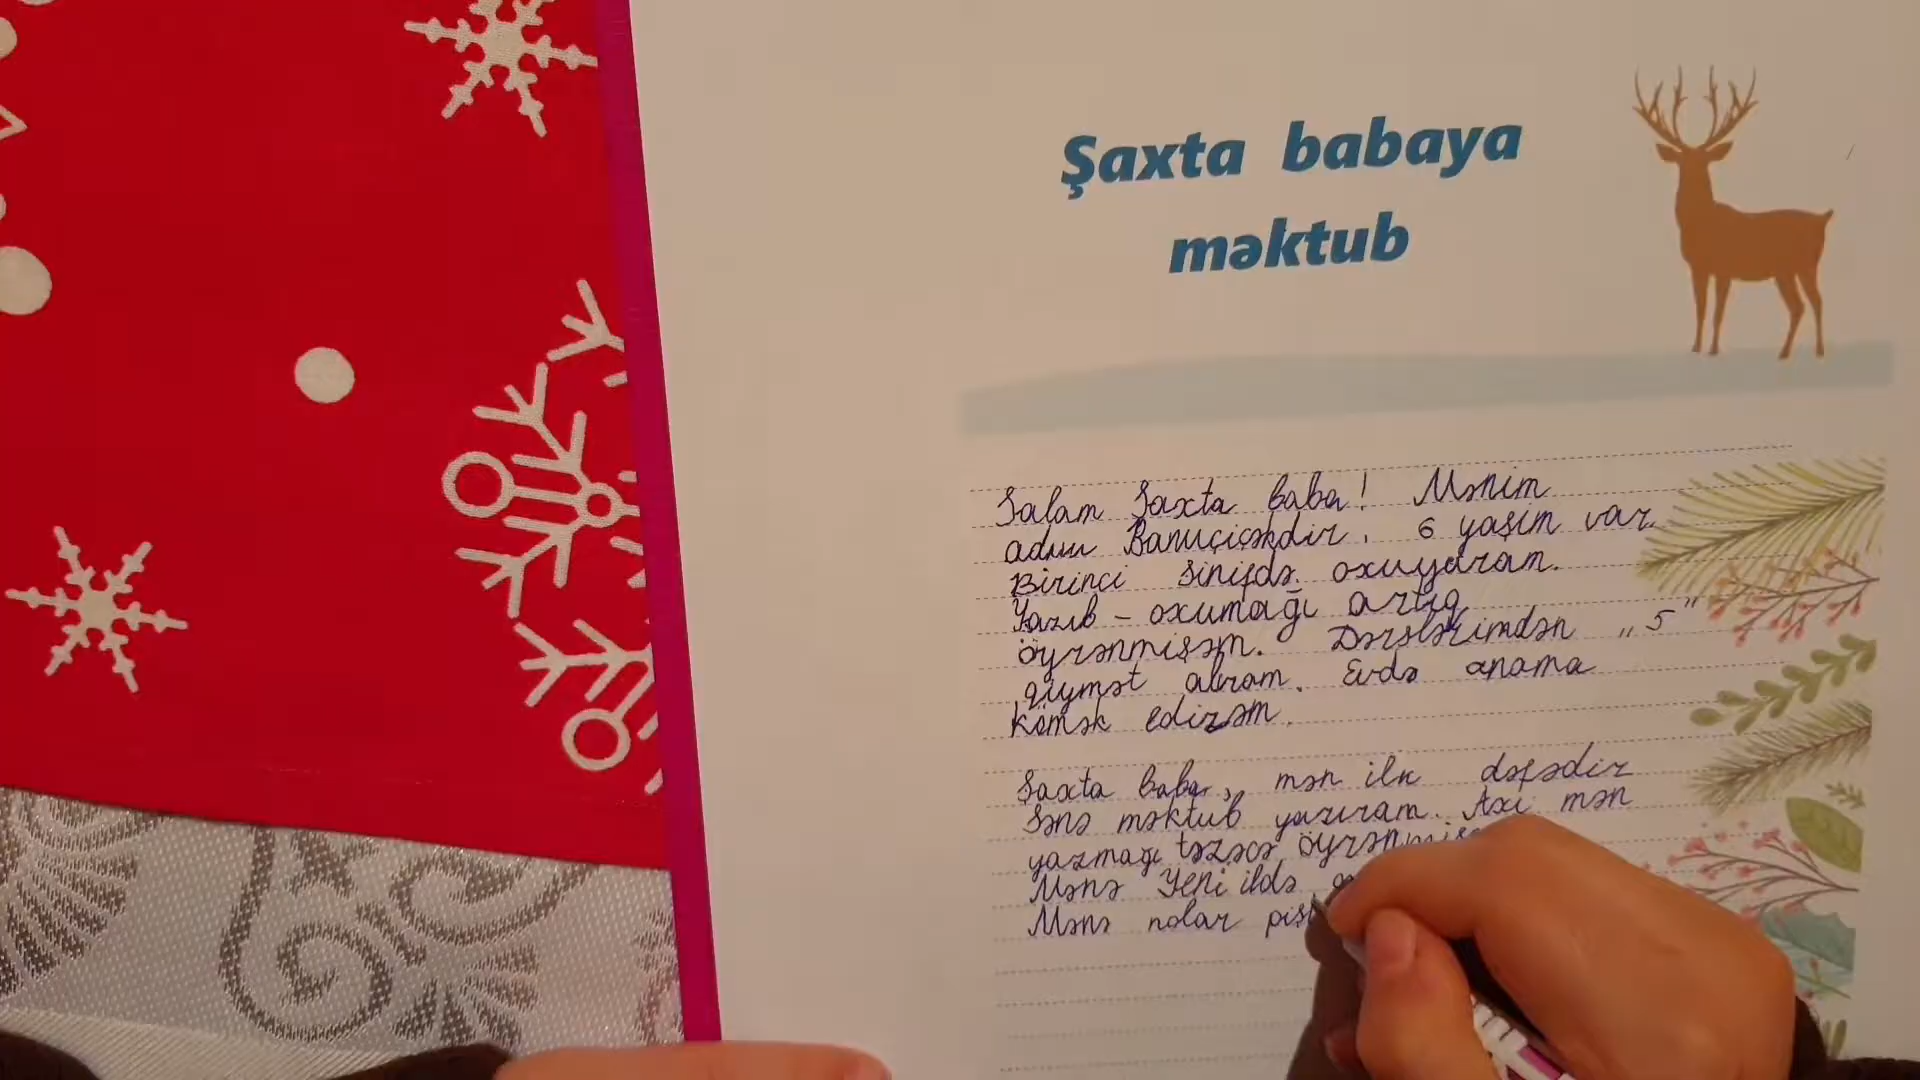 Şaxta babaya
məktub
Salam Şaxta baba! Mənim
adım Banuçiçəkdir. 6 yaşım var.
Birinci sinifdə oxuyuram.
Yazıb - oxumağı artıq
öyrənmişəm. Dərslərimdən „5”
qiymət alıram. Evdə anama
kömək edirəm.
Şaxta baba, mən ilk dəfədir
Sənə məktub yazıram. Axı mən
yazmağı təzəcə
Mənə Yeni ildə
Mənə nolar